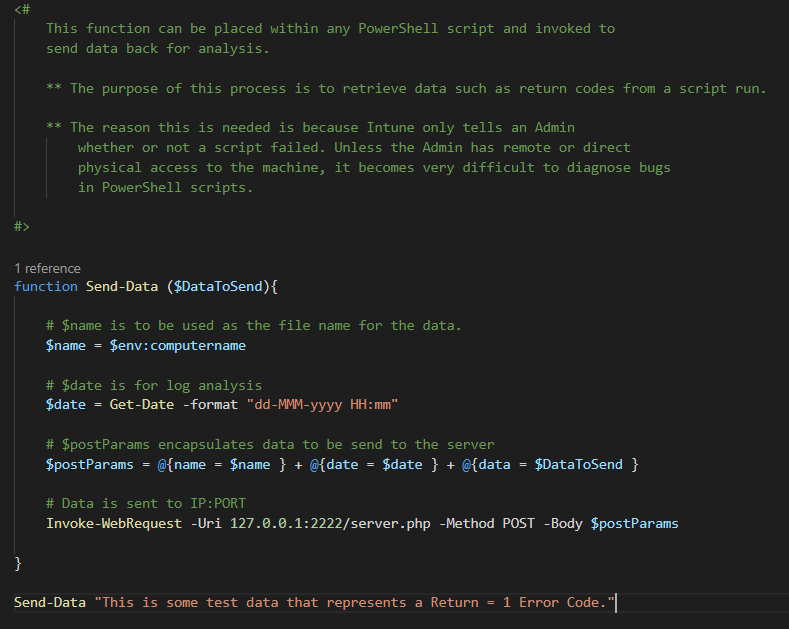 <#
This function can be placed within any PowerShell script and invoked to
send data back for analysis.
** The purpose of this process is to retrieve data such as return codes from a script run.
** The reason this is needed is because Intune only tells an Admin
whether or not a script failed. Unless the Admin has remote or direct
physical access to the machine, it becomes very difficult to diagnose bugs
in PowerShell scripts.
#>
1 reference
function Send-Data ($DataToSend){
# $name is to be used as the file name for the data.
$name = $env:computername
# $date is for log analysis
$date = Get-Date -format "dd-MMM-yyyy HH:mm"
# $postParams encapsulates data to be send to the server
$postParams = @{name = $name } + @{date = $date } + @{data = $DataToSend }
# Data is sent to IP:PORT
Invoke-WebRequest -Uri 127.0.0.1:2222/server.php -Method POST -Body $postParams
}
Send-Data "This is some test data that represents a Return = 1 Error Code."